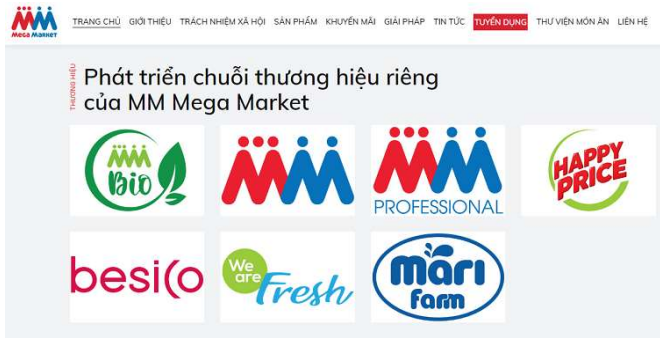 MEGA MARKET
TRANG CHỦ GIỚI THIỆU TRÁCH NHIỆM XÃ HỘI SẢN PHẨM KHUYẾN MÃI GIẢI PHÁP TIN TỨC TUYỂN DỤNG THƯ VIỆN MÓN ĂN LIÊN HỆ
THƯƠNG HIỆU
Phát triển chuỗi thương hiệu riêng
của MM Mega Market
Bio
MM
MM
PROFESSIONAL
HAPPY
PRICE
besico
We
are
Fresh
Mari
farm